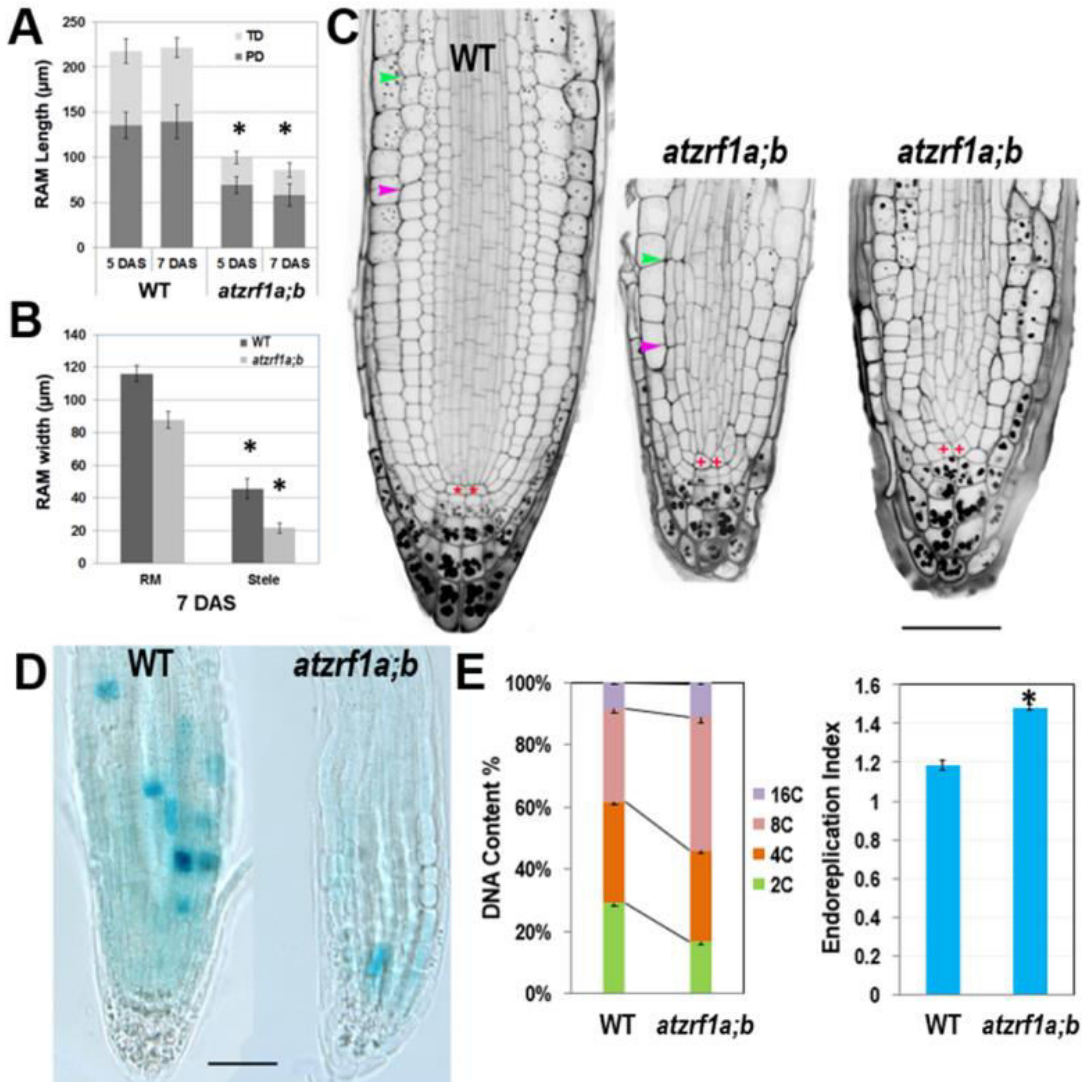 A
RAM Length (µm)
250
200
150
100
50
0
TD
PD
* *
5 DAS 7 DAS 5 DAS 7 DAS
WT atzrf1a;b
B
RAM width (µm)
140
120
100
80
60
40
20
0
WT
atzrf1a;b
*
*
RM Stele
7 DAS
C
WT
atzrf1a;b
atzrf1a;b
* *
+ +
+ +
D
WT
atzrf1a;b
E
DNA Content %
100%
80%
60%
40%
20%
0%
16C
8C
4C
2C
WT atzrf1a;b
Endoreplication Index
1.6
1.4
1.2
1
0.8
0.6
0.4
0.2
0
*
WT atzrf1a;b